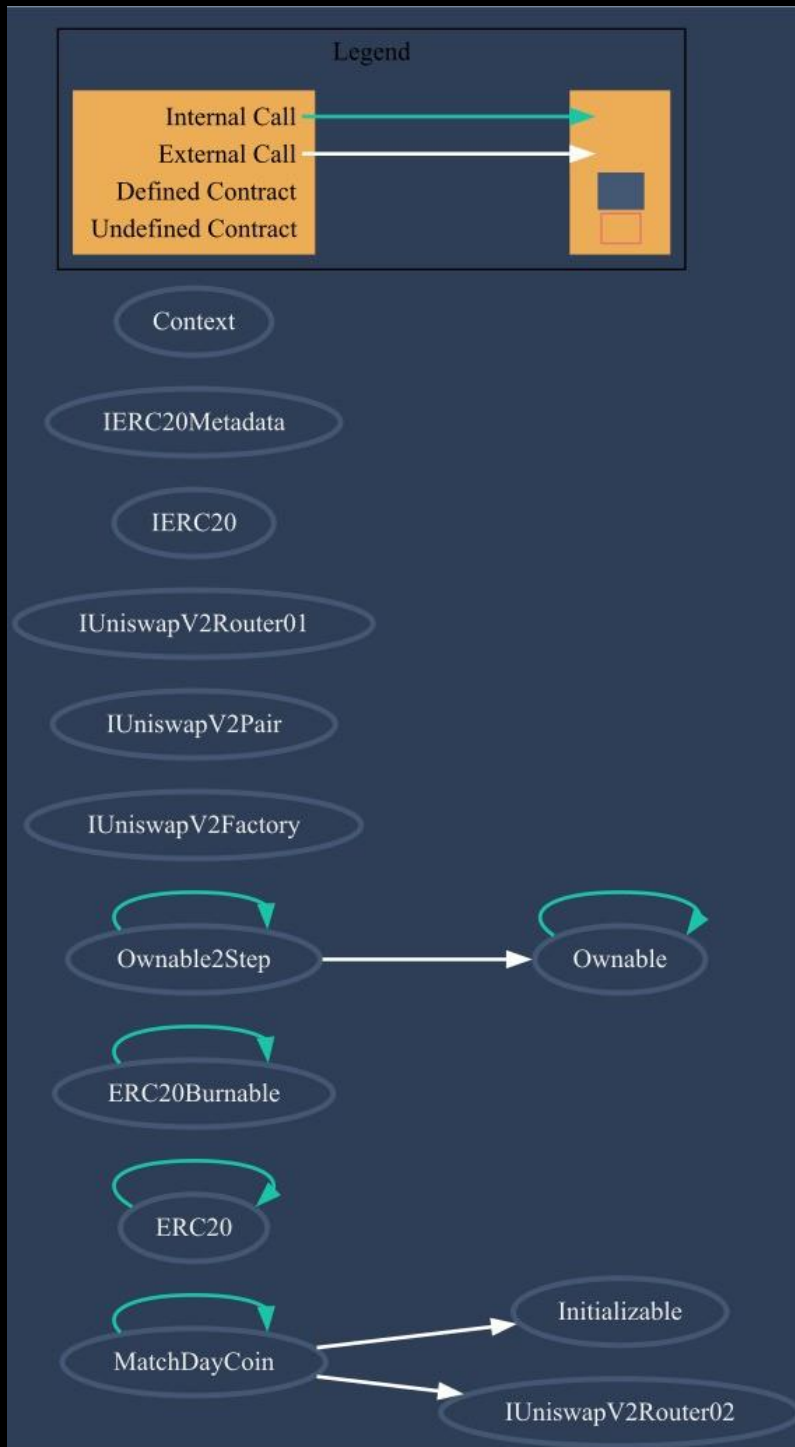 Legend
Internal Call
External Call
Defined Contract
Undefined Contract
Context
IERC20Metadata
IERC20
IUniswapV2Router01
IUniswapV2Pair
IUniswapV2Factory
Ownable2Step
Ownable
ERC20Burnable
ERC20
Initializable
MatchDayCoin
IUniswapV2Router02